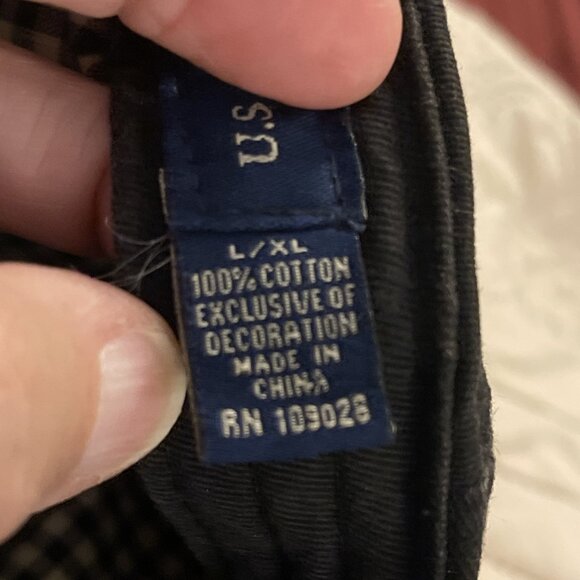 U.S
L/XL
100% COTTON
EXCLUSIVE OF
DECORATION
MADE IN
CHINA
RN 109028